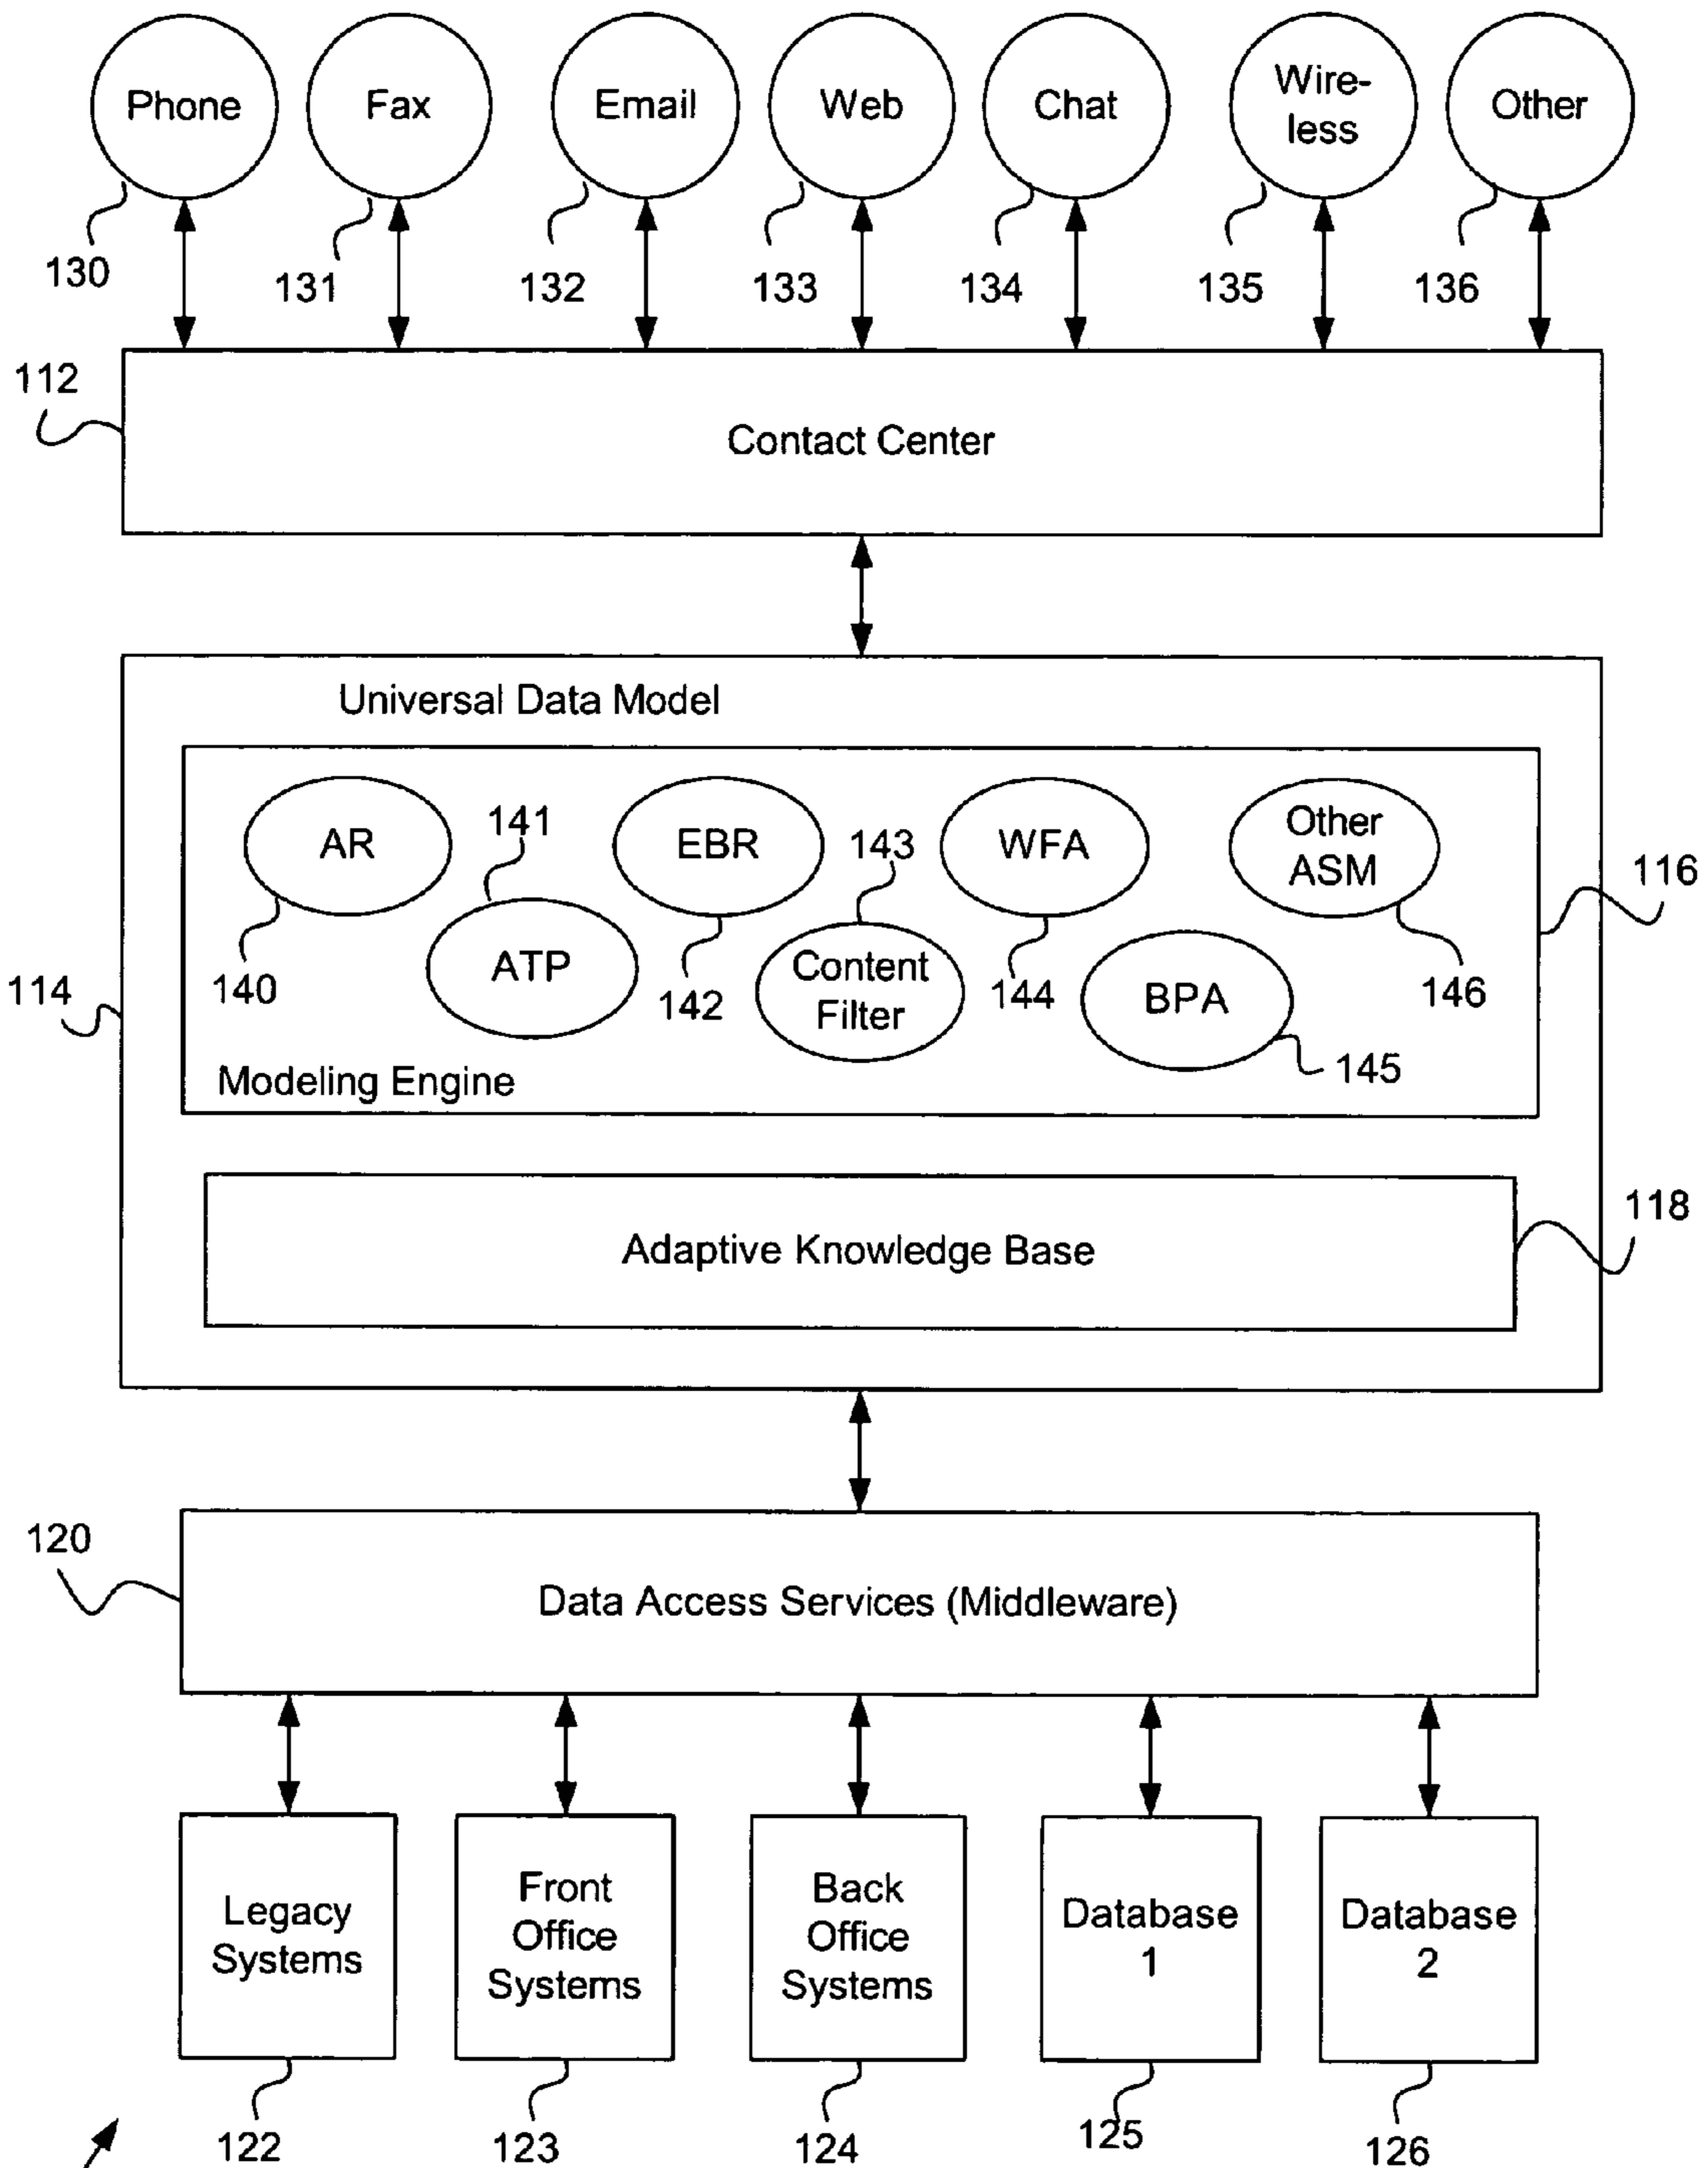 Phone
Fax
Email
Web
Chat
Wire-
less
Other
130
131
132
133
134
135
136
112
Contact Center
Universal Data Model
AR
141
EBR
143
WFA
Other
ASM
116
140
ATP
142
Content
Filter
144
BPA
146
114
Modeling Engine
145
118
Adaptive Knowledge Base
120
Data Access Services (Middleware)
Legacy
Systems
Front
Office
Systems
Back
Office
Systems
Database
1
Database
2
122
123
124
125
126